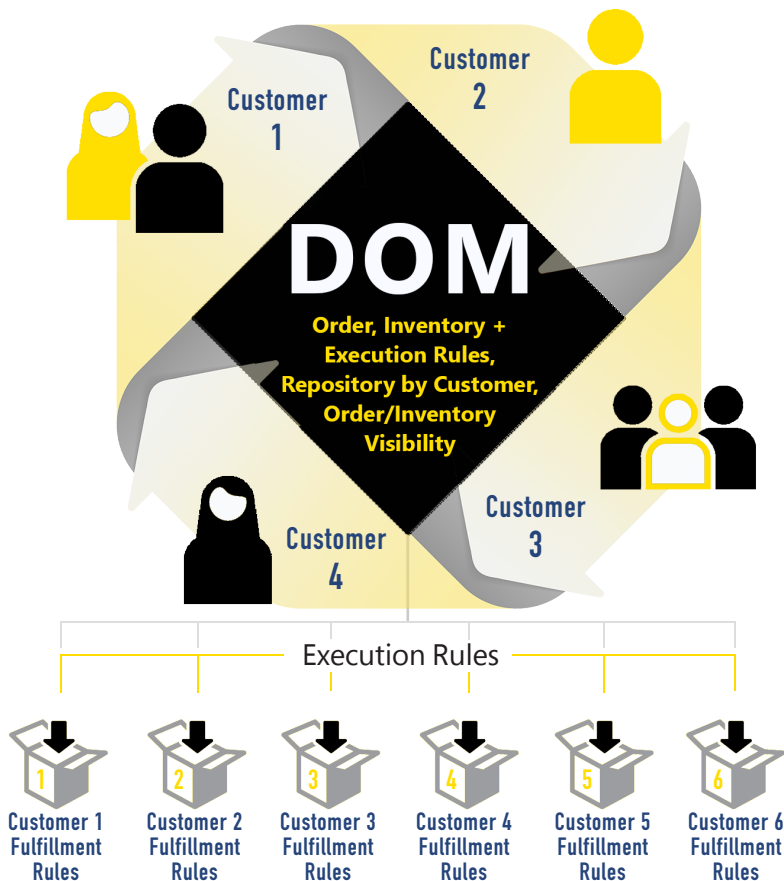 Customer
1
Customer
2
DOM
Order, Inventory +
Execution Rules,
Repository by Customer,
Order/Inventory
Visibility
Customer
3
Customer
4
Execution Rules
1
2
3
4
5
6
Customer 1
Fulfillment
Rules
Customer 2
Fulfillment
Rules
Customer 3
Fulfillment
Rules
Customer 4
Fulfillment
Rules
Customer 5
Fulfillment
Rules
Customer 6
Fulfillment
Rules